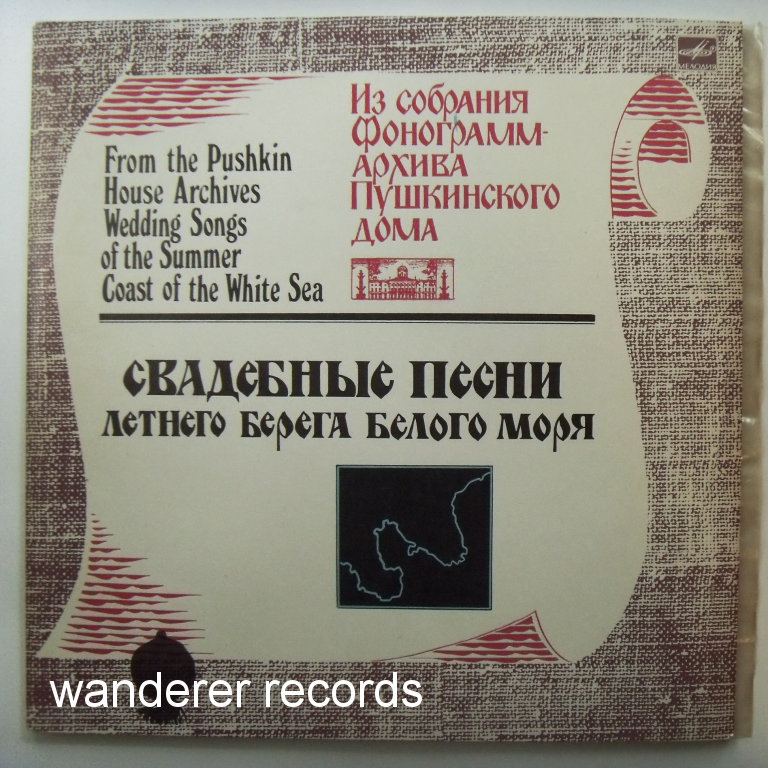 МЕЛОДИЯ
Из собрания
Фонограмм-
архива
Пушкинского
дома
From the Pushkin
House Archives
Wedding Songs
of the Summer
Coast of the White Sea
Свадебные песни
Летнего берега Белого моря
wanderer records